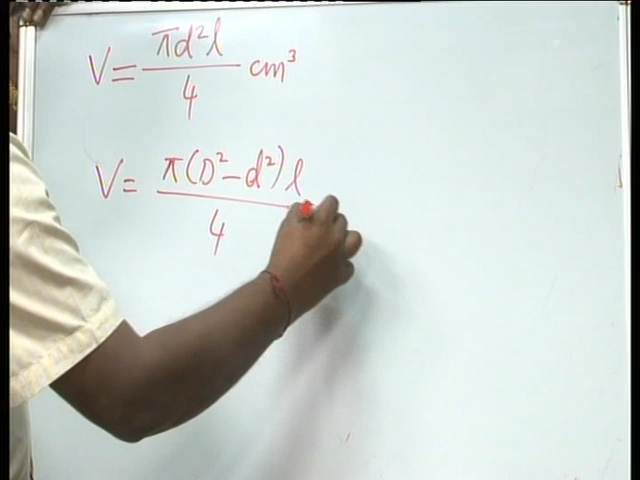 V = πd²l/4 cm³
V = π(D²-d²)l/4